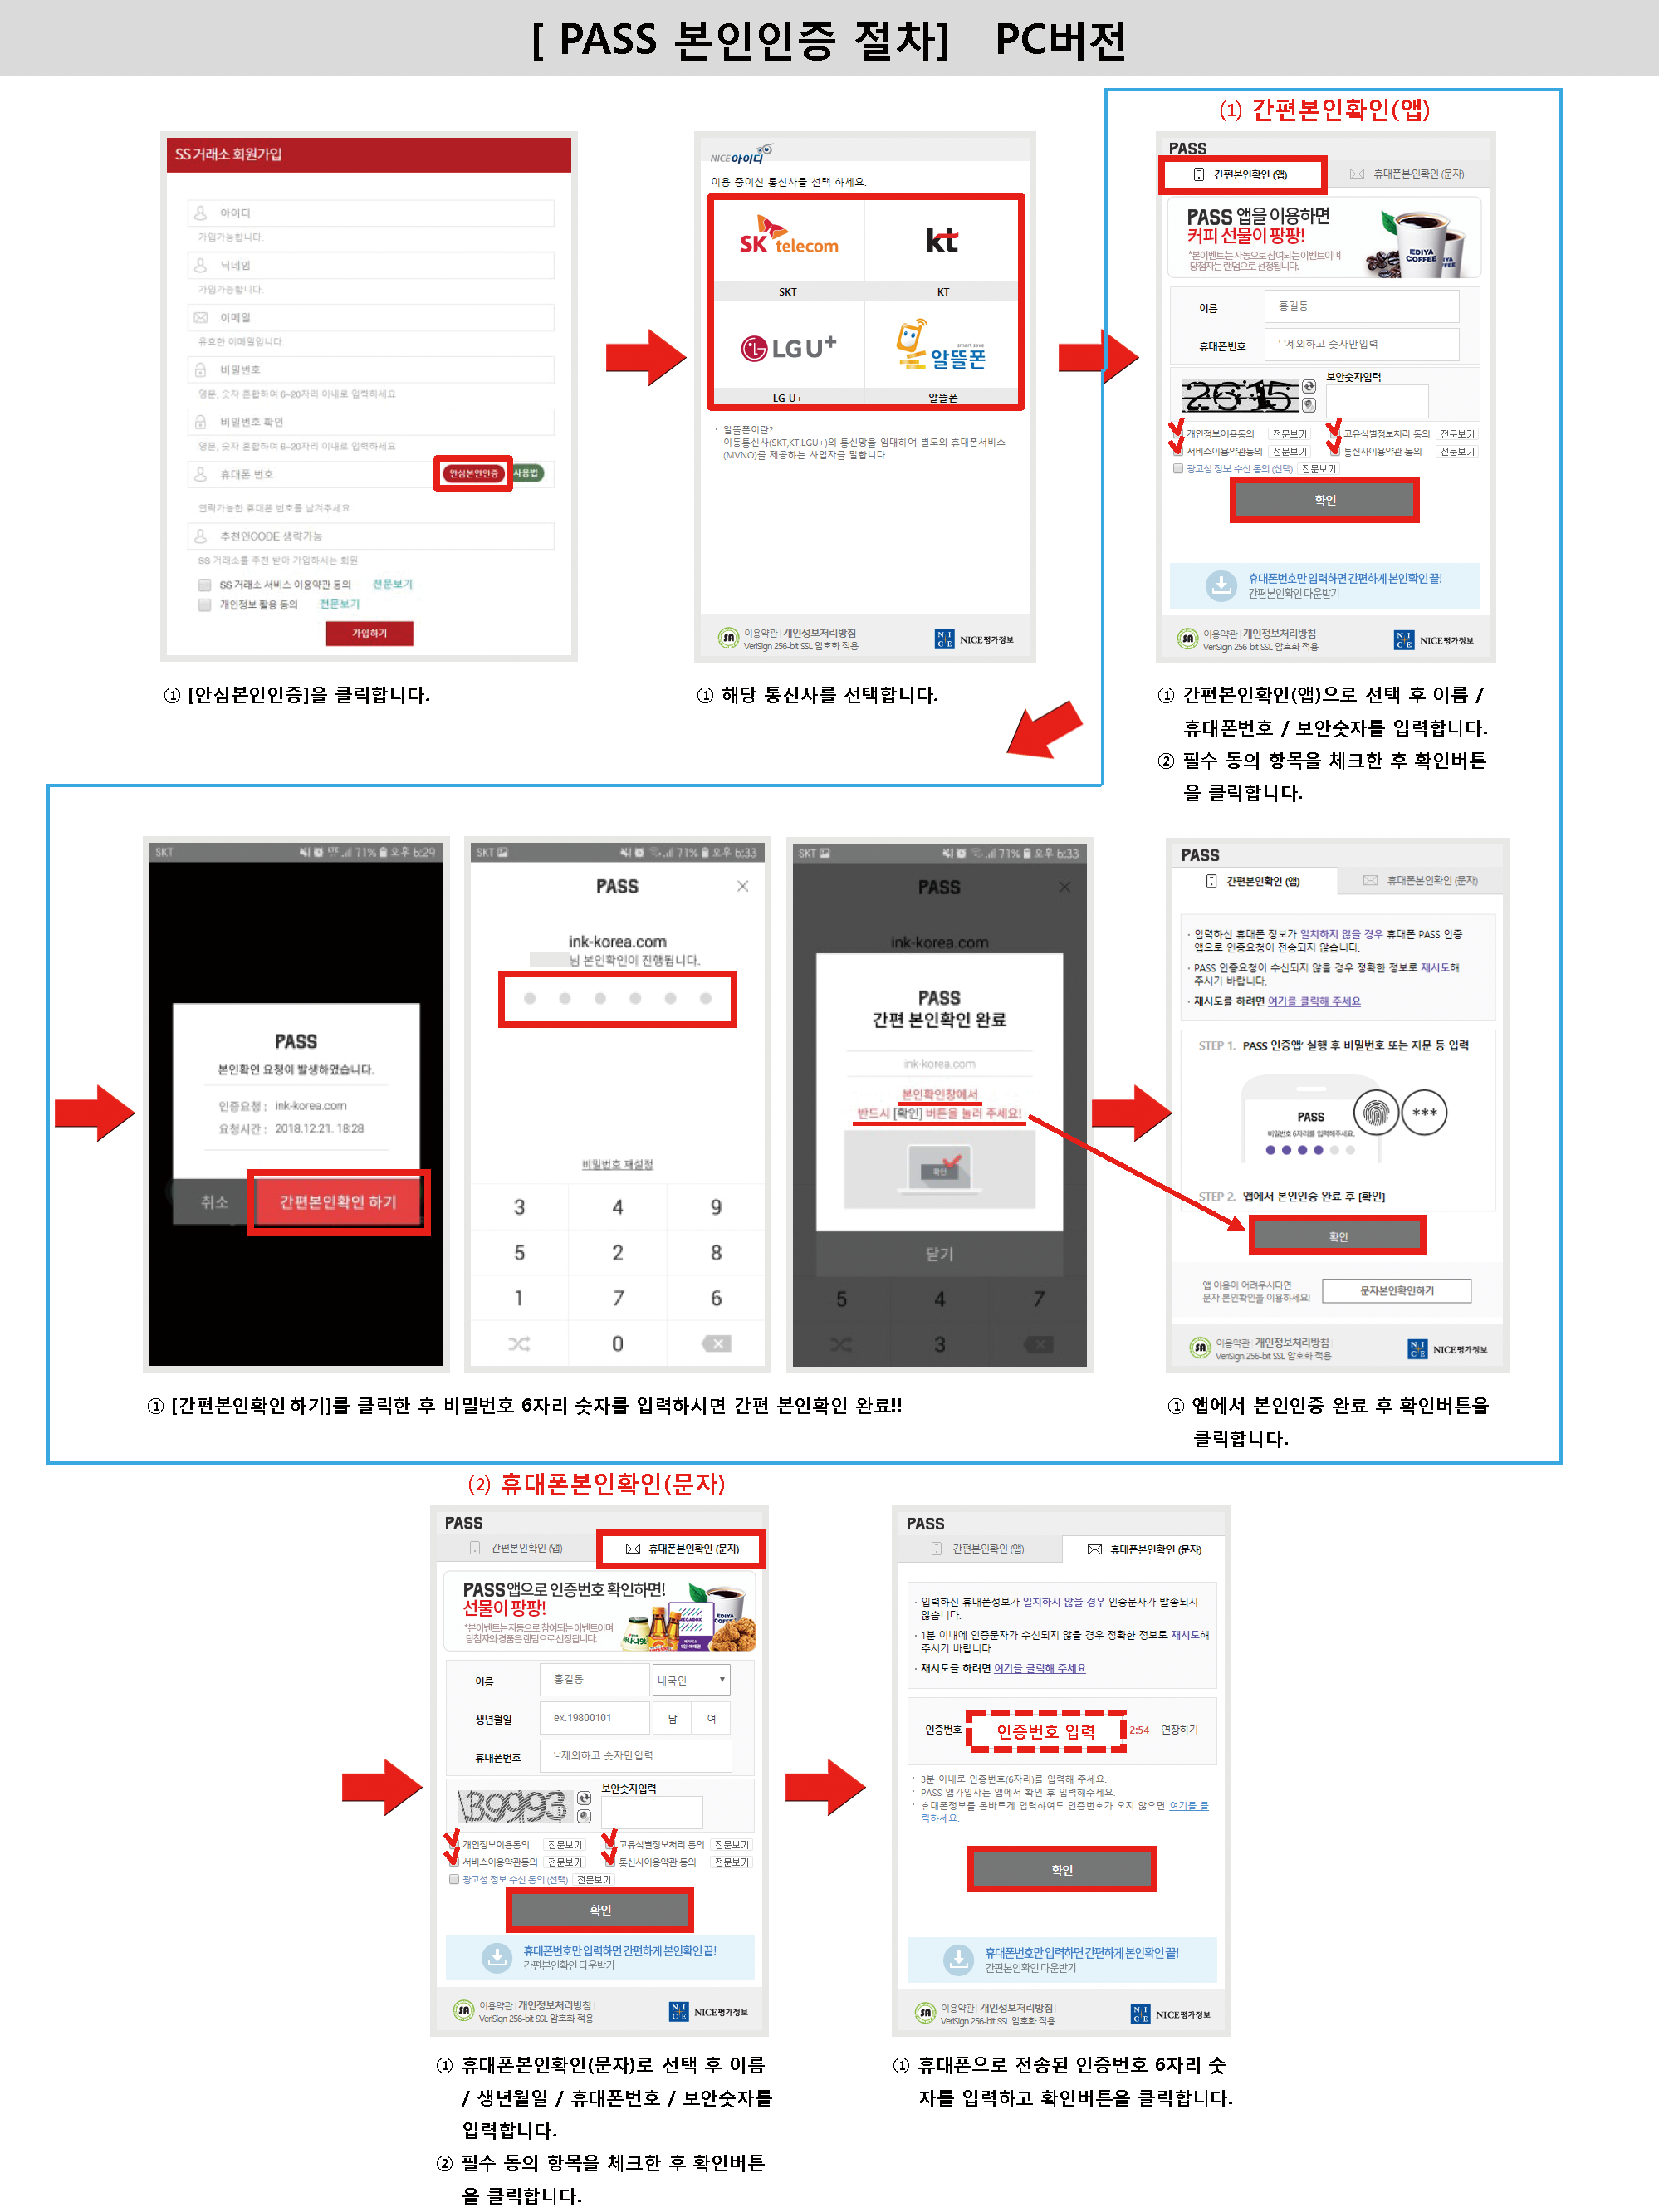 [ PASS 본인인증 절차] PC버전
SS 거래소 회원가입
아이디
가입가능합니다.
닉네임
가입가능합니다.
이메일
유효한 이메일입니다.
비밀번호
영문, 숫자 혼합하여 6~20자리 이내로 입력하세요
비밀번호 확인
영문, 숫자 혼합하여 6~20자리 이내로 입력하세요
휴대폰 번호
안심본인인증
사용법
연락가능한 휴대폰 번호를 남겨주세요
추천인CODE 생략가능
SS 거래소를 추천 받아 가입하시는 회원
SS 거래소 서비스 이용약관 동의 전문보기
개인정보 활용 동의 전문보기
가입하기
① [안심본인인증]을 클릭합니다.
NICE아이디
이용 중이신 통신사를 선택 하세요.
SK telecom
kt
SKT
KT
LG U+
smart save
알뜰폰
LG U+
알뜰폰
· 알뜰폰이란?
이동통신사(SKT,KT,LGU+)의 통신망을 임대하여 별도의 휴대폰서비스
(MVNO)를 제공하는 사업자를 말합니다.
SA
이용약관 | 개인정보처리방침
VeriSign 256-bit SSL 암호화 적용
NICE NICE평가정보
① 해당 통신사를 선택합니다.
(1) 간편본인확인(앱)
PASS
간편본인확인 (앱)
휴대폰본인확인 (문자)
PASS 앱을 이용하면
커피 선물이 팡팡!
*본이벤트는 자동으로 참여되는 이벤트이며
당첨자는 랜덤으로 선정됩니다.
EDIYA COFFEE
이름
홍길동
휴대폰번호
'-'제외하고 숫자만입력
2615
보안숫자입력
개인정보이용동의 전문보기
고유식별정보처리 동의 전문보기
서비스이용약관동의 전문보기
통신사이용약관 동의 전문보기
광고성 정보 수신 동의 (선택) 전문보기
확인
휴대폰번호만 입력하면 간편하게 본인확인 끝!
간편본인확인 다운받기
SA
이용약관 | 개인정보처리방침
VeriSign 256-bit SSL 암호화 적용
NICE NICE평가정보
① 간편본인확인(앱)으로 선택 후 이름 /
휴대폰번호 / 보안숫자를 입력합니다.
② 필수 동의 항목을 체크한 후 확인버튼
을 클릭합니다.
SKT
LTE 71% 오후 6:29
PASS
본인확인 요청이 발생하였습니다.
인증요청 : ink-korea.com
요청시간 : 2018.12.21. 18:28
취소
간편본인확인 하기
SKT
71% 오후 6:33
PASS
ink-korea.com
님 본인확인이 진행됩니다.
비밀번호 재설정
3 4 9
5 2 8
1 7 6
0
SKT
71% 오후 6:33
PASS
ink-korea.com
PASS
간편 본인확인 완료
ink-korea.com
본인확인창에서
반드시 [확인] 버튼을 눌러 주세요!
확인
닫기
5 4 7
3
① [간편본인확인 하기]를 클릭한 후 비밀번호 6자리 숫자를 입력하시면 간편 본인확인 완료!!
PASS
간편본인확인 (앱)
휴대폰본인확인 (문자)
· 입력하신 휴대폰 정보가 일치하지 않을 경우 휴대폰 PASS 인증
앱으로 인증요청이 전송되지 않습니다.
· PASS 인증요청이 수신되지 않을 경우 정확한 정보로 재시도해
주시기 바랍니다.
· 재시도를 하려면 여기를 클릭해 주세요
STEP 1. PASS 인증앱' 실행 후 비밀번호 또는 지문 등 입력
PASS
비밀번호 6자리를 입력해주세요.
***
STEP 2. 앱에서 본인인증 완료 후 [확인]
확인
앱 이용이 어려우시다면
문자 본인확인을 이용하세요!
문자본인확인하기
SA
이용약관 | 개인정보처리방침
VeriSign 256-bit SSL 암호화 적용
NICE NICE평가정보
① 앱에서 본인인증 완료 후 확인버튼을
클릭합니다.
(2) 휴대폰본인확인(문자)
PASS
간편본인확인 (앱)
휴대폰본인확인 (문자)
PASS앱으로 인증번호 확인하면!
선물이 팡팡!
*본이벤트는 자동으로 참여되는 이벤트이며
당첨자와 경품은 랜덤으로 선정됩니다.
MEGABOX
EDIYA
이름
홍길동
내국인
생년월일
ex.19800101
남
여
휴대폰번호
'-'제외하고 숫자만입력
39993
보안숫자입력
개인정보이용동의 전문보기
고유식별정보처리 동의 전문보기
서비스이용약관동의 전문보기
통신사이용약관 동의 전문보기
광고성 정보 수신 동의 (선택) 전문보기
확인
휴대폰번호만 입력하면 간편하게 본인확인 끝!
간편본인확인 다운받기
SA
이용약관 | 개인정보처리방침
VeriSign 256-bit SSL 암호화 적용
NICE NICE평가정보
① 휴대폰본인확인(문자)로 선택 후 이름
/ 생년월일 / 휴대폰번호 / 보안숫자를
입력합니다.
② 필수 동의 항목을 체크한 후 확인버튼
을 클릭합니다.
PASS
간편본인확인 (앱)
휴대폰본인확인 (문자)
· 입력하신 휴대폰정보가 일치하지 않을 경우 인증문자가 발송되지
않습니다.
· 1분 이내에 인증문자가 수신되지 않을 경우 정확한 정보로 재시도해
주시기 바랍니다.
· 재시도를 하려면 여기를 클릭해 주세요
인증번호
인증번호 입력
2:54
연장하기
· 3분 이내로 인증번호(6자리)를 입력해 주세요.
· PASS 앱가입자는 앱에서 확인 후 입력해주세요.
· 휴대폰정보를 올바르게 입력하여도 인증번호가 오지 않으면 여기를 클
릭하세요.
확인
휴대폰번호만 입력하면 간편하게 본인확인 끝!
간편본인확인 다운받기
SA
이용약관 | 개인정보처리방침
VeriSign 256-bit SSL 암호화 적용
NICE NICE평가정보
① 휴대폰으로 전송된 인증번호 6자리 숫
자를 입력하고 확인버튼을 클릭합니다.